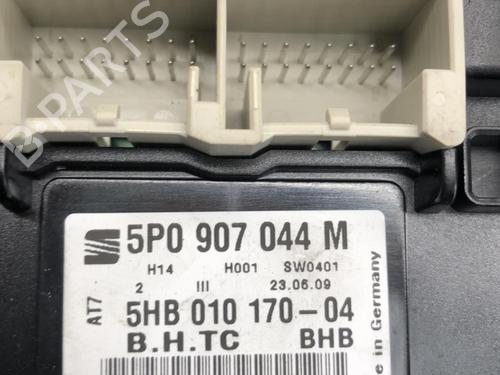 B-PARTS
5P0 907 044 M
H14 H001 SW0401
2 III 23.06.09
AT7
5HB 010 170-04
B.H.TC BHB
e in Germany